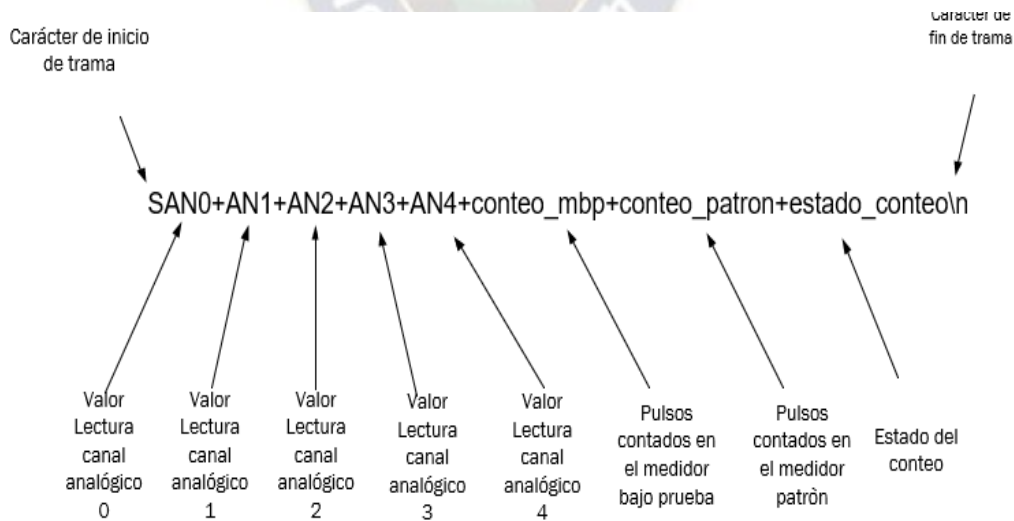 Carácter de inicio
de trama
Carácter de
fin de trama
SAN0+AN1+AN2+AN3+AN4+conteo_mbp+conteo_patron+estado_conteo\n
Valor
Lectura
canal
analógico
0
Valor
Lectura
canal
analógico
1
Valor
Lectura
canal
analógico
2
Valor
Lectura
canal
analógico
3
Valor
Lectura
canal
analógico
4
Pulsos
contados en
el medidor
bajo prueba
Pulsos
contados en
el medidor
patròn
Estado del
conteo